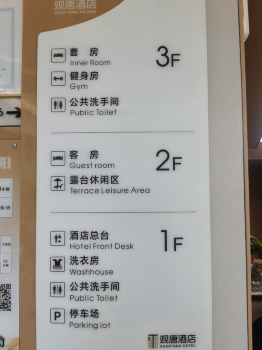 观唐酒店
套 房
Inner Room
3F
健身房
Gym
公共洗手间
Public Toilet
客 房
Guest room
2F
露台休闲区
Terrace Leisure Area
酒店总台
Hotel Front Desk
1F
洗衣房
Washhouse
公共洗手间
Public Toilet
P
停车场
Parking lot
观唐酒店
GUANTANG HOTEL